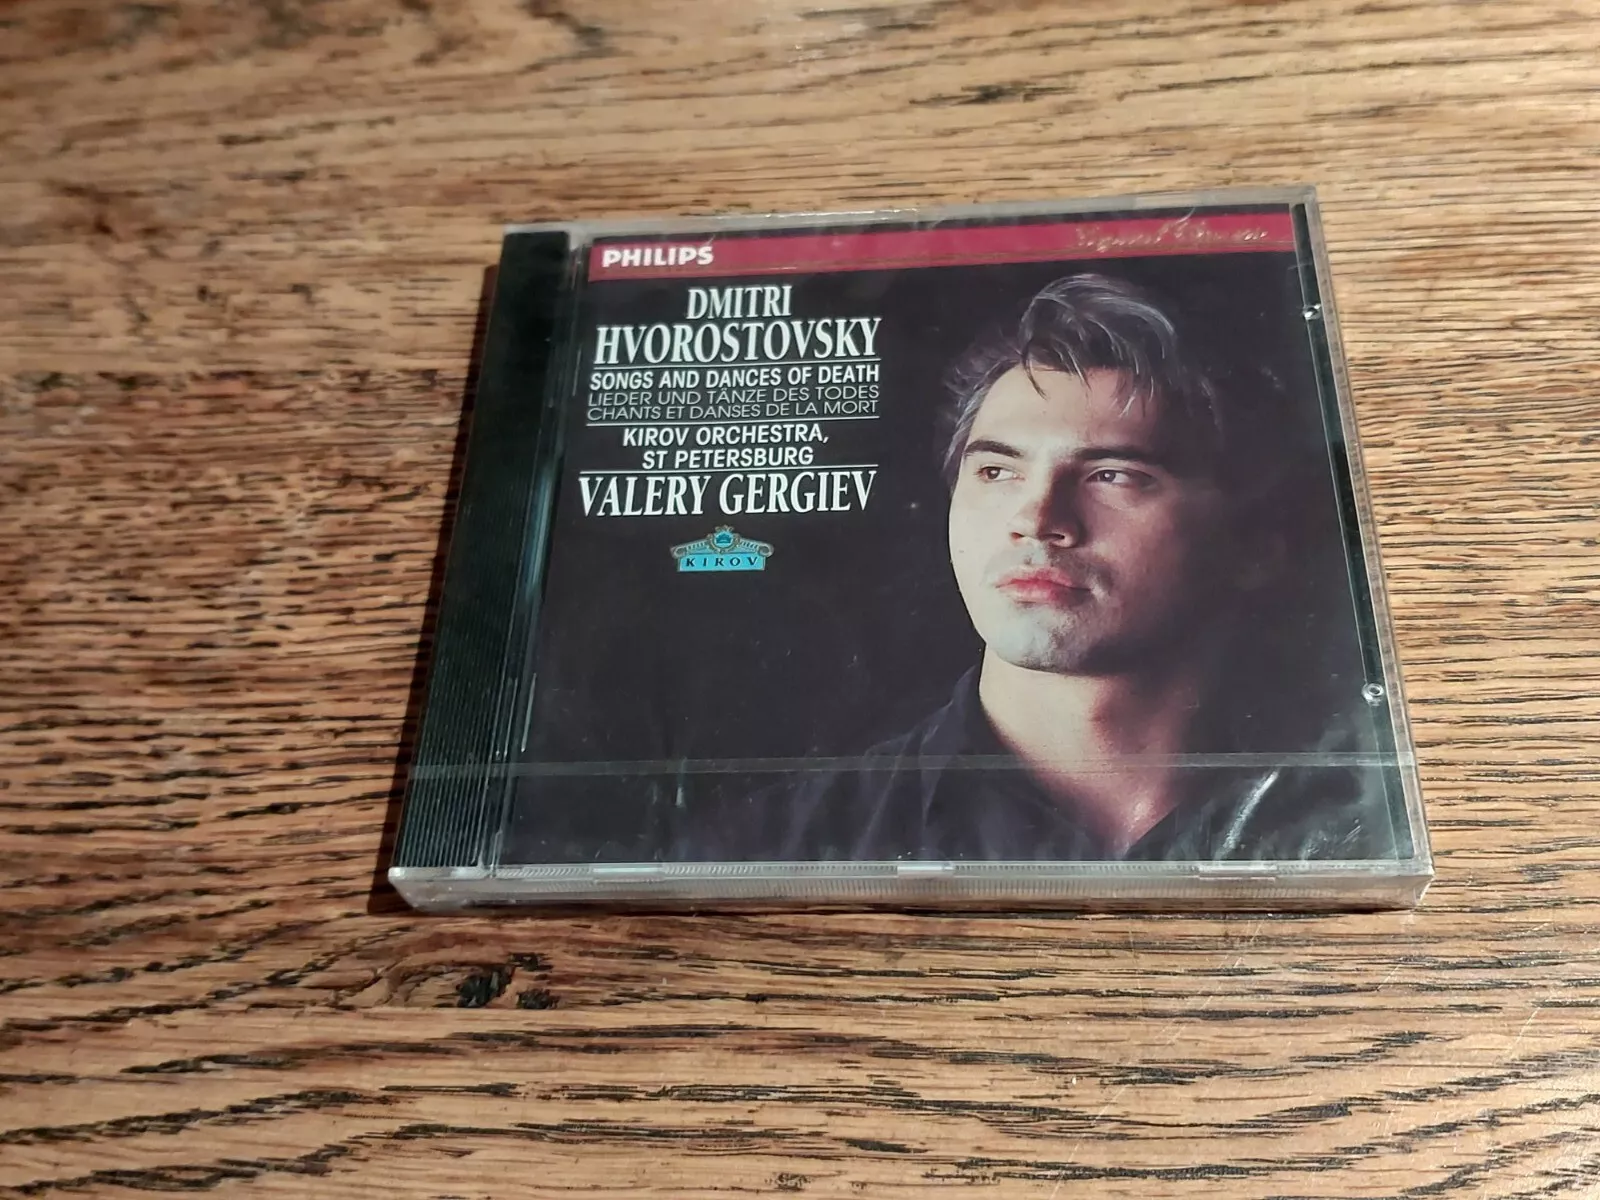 PHILIPS
DMITRI
HVOROSTOVSKY
SONGS AND DANCES OF DEATH
LIEDER UND TÄNZE DES TODES
CHANTS ET DANSES DE LA MORT
KIROV ORCHESTRA,
ST PETERSBURG
VALERY GERGIEV
KIROV